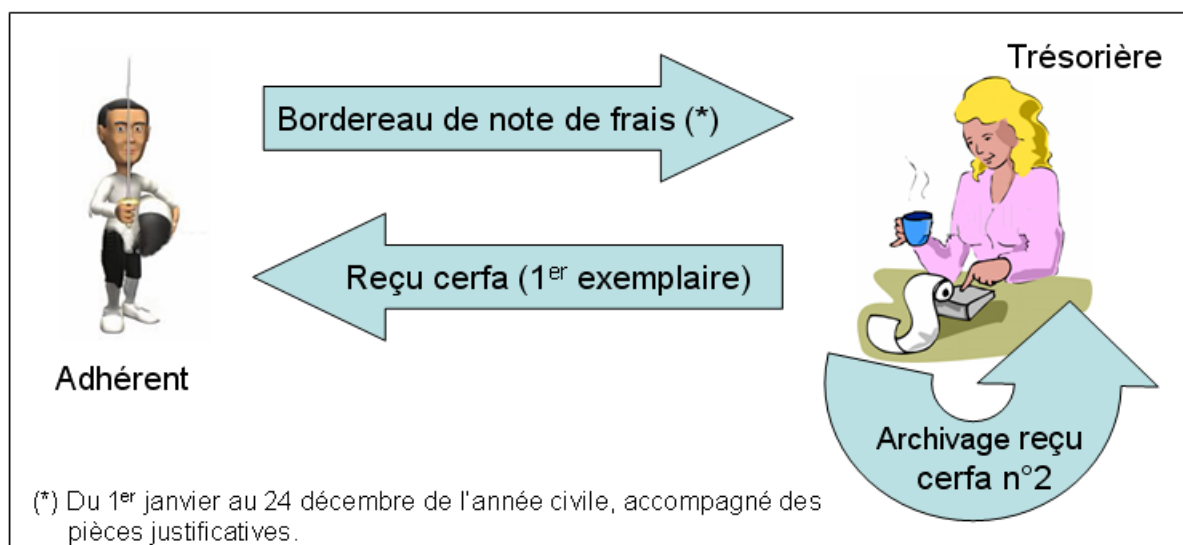 Trésorière
Bordereau de note de frais (*)
Reçu cerfa (1er exemplaire)
Adhérent
Archivage reçu
cerfa n°2
(*) Du 1er janvier au 24 décembre de l'année civile, accompagné des
pièces justificatives.